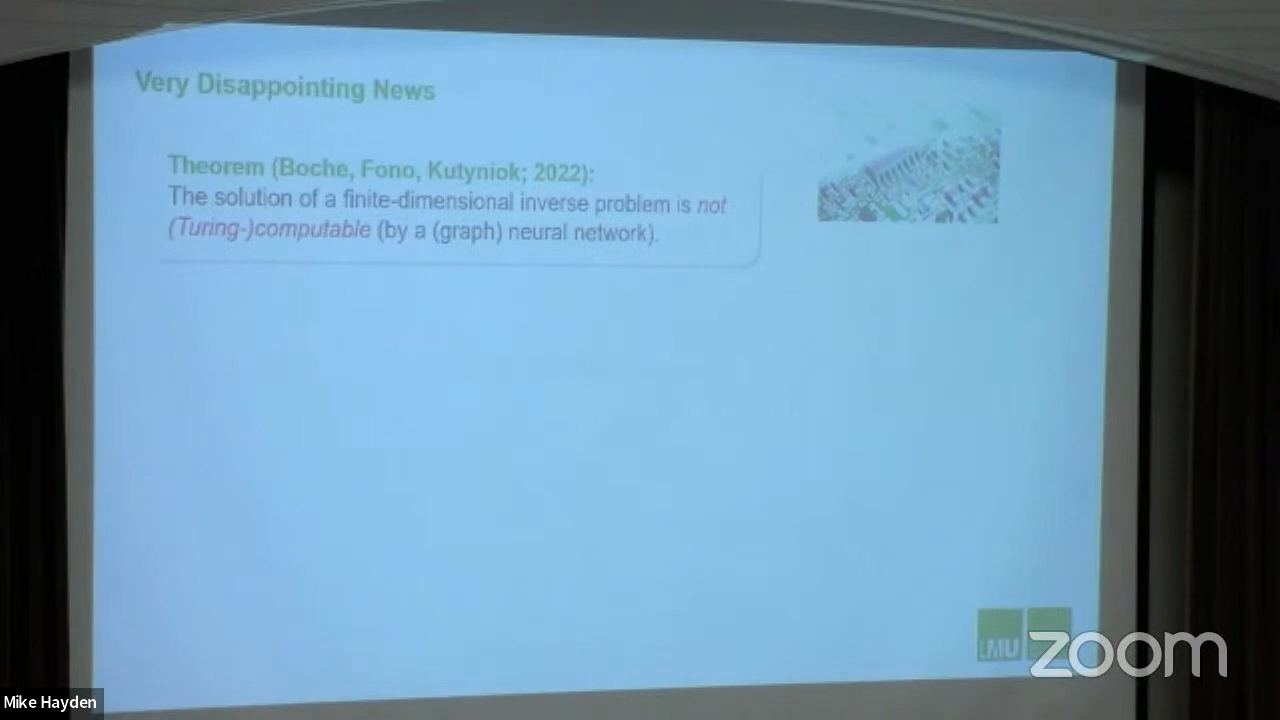 Very Disappointing News
Theorem (Boche, Fono, Kutyniok; 2022):
The solution of a finite-dimensional inverse problem is not
(Turing-)computable (by a (graph) neural network).
LMU
zoom
Mike Hayden